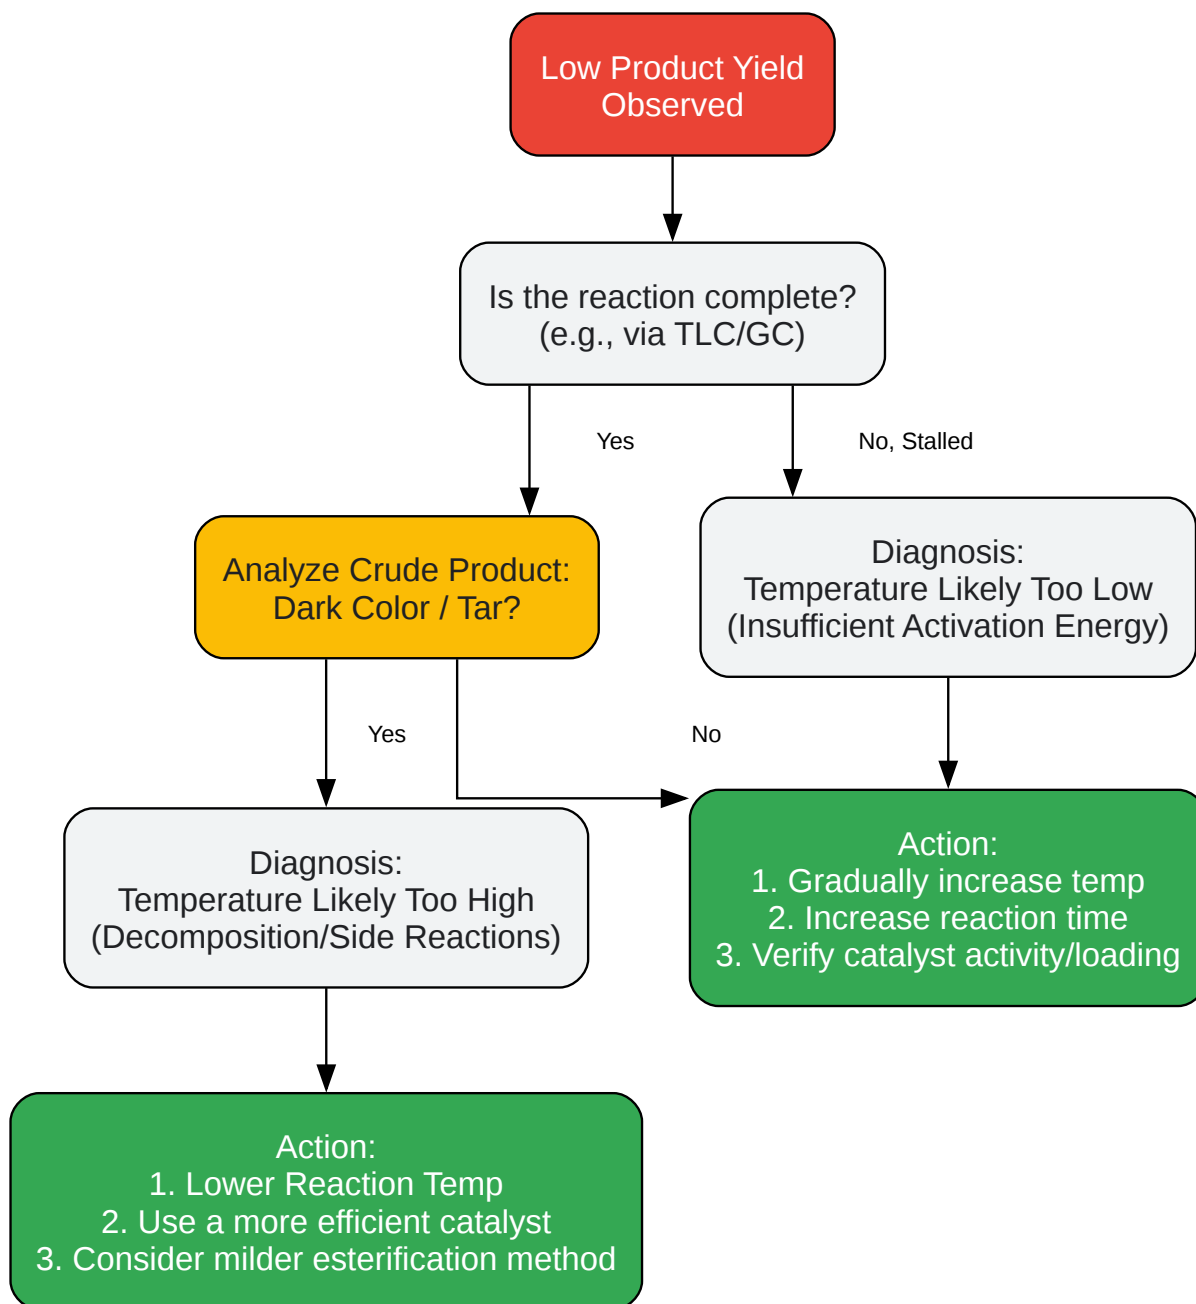 Low Product Yield
Observed
Is the reaction complete?
(e.g., via TLC/GC)
Yes
No, Stalled
Analyze Crude Product:
Dark Color / Tar?
Diagnosis:
Temperature Likely Too Low
(Insufficient Activation Energy)
Yes
No
Diagnosis:
Temperature Likely Too High
(Decomposition/Side Reactions)
Action:
1. Gradually increase temp
2. Increase reaction time
3. Verify catalyst activity/loading
Action:
1. Lower Reaction Temp
2. Use a more efficient catalyst
3. Consider milder esterification method